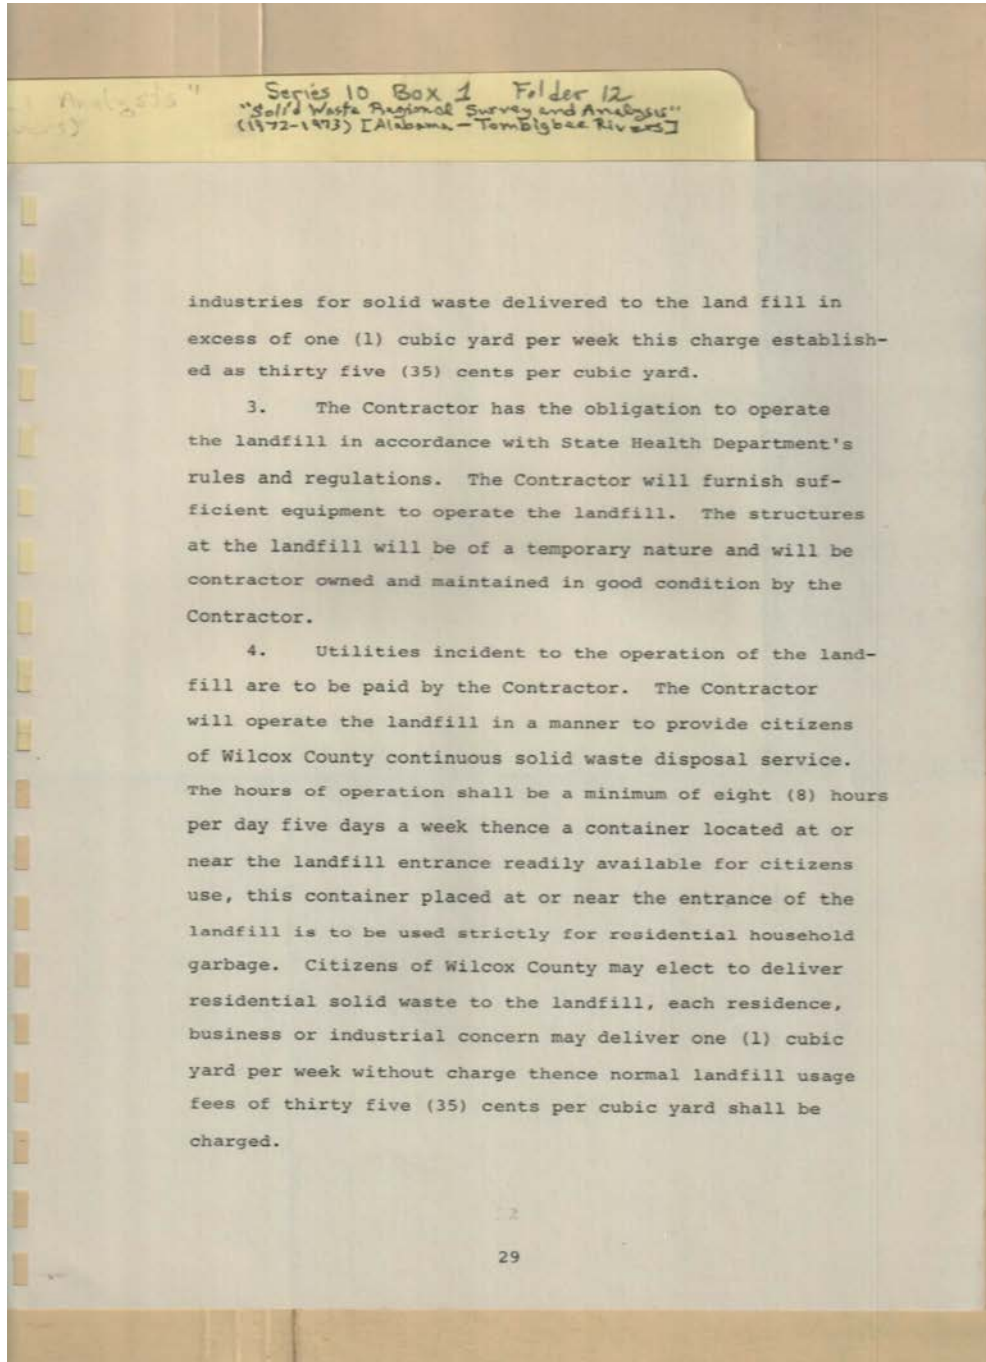 Analysis"
Series 10 Box 1 Folder 12
"Solid Waste Regional Survey and Analysis"
(1972-1973) [Alabama - Tombigbee Rivers]
industries for solid waste delivered to the land fill in
excess of one (1) cubic yard per week this charge establish-
ed as thirty five (35) cents per cubic yard.
3. The Contractor has the obligation to operate
the landfill in accordance with State Health Department's
rules and regulations. The Contractor will furnish suf-
ficient equipment to operate the landfill. The structures
at the landfill will be of a temporary nature and will be
contractor owned and maintained in good condition by the
Contractor.
4. Utilities incident to the operation of the land-
fill are to be paid by the Contractor. The Contractor
will operate the landfill in a manner to provide citizens
of Wilcox County continuous solid waste disposal service.
The hours of operation shall be a minimum of eight (8) hours
per day five days a week thence a container located at or
near the landfill entrance readily available for citizens
use, this container placed at or near the entrance of the
landfill is to be used strictly for residential household
garbage. Citizens of Wilcox County may elect to deliver
residential solid waste to the landfill, each residence,
business or industrial concern may deliver one (1) cubic
yard per week without charge thence normal landfill usage
fees of thirty five (35) cents per cubic yard shall be
charged.
29